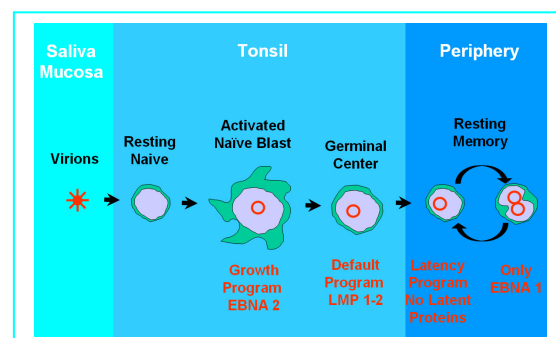 Saliva
Mucosa
Tonsil
Periphery
Virions
Resting
Naive
Activated
Naïve Blast
Germinal
Center
Resting
Memory
Growth
Program
EBNA 2
Default
Program
LMP 1-2
Latency
Program
No Latent
Proteins
Only
EBNA 1